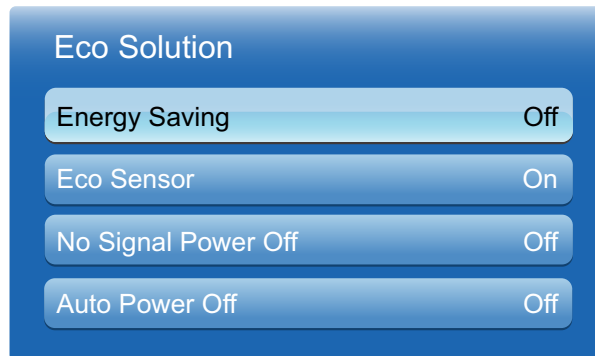 Eco Solution
Energy Saving Off
Eco Sensor On
No Signal Power Off Off
Auto Power Off Off